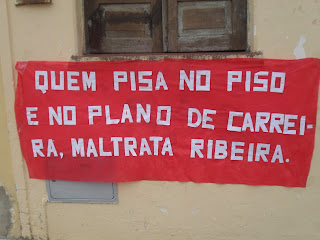 QUEM PISA NO PISO
E NO PLANO DE CARREI-
RA, MALTRATA RIBEIRA.